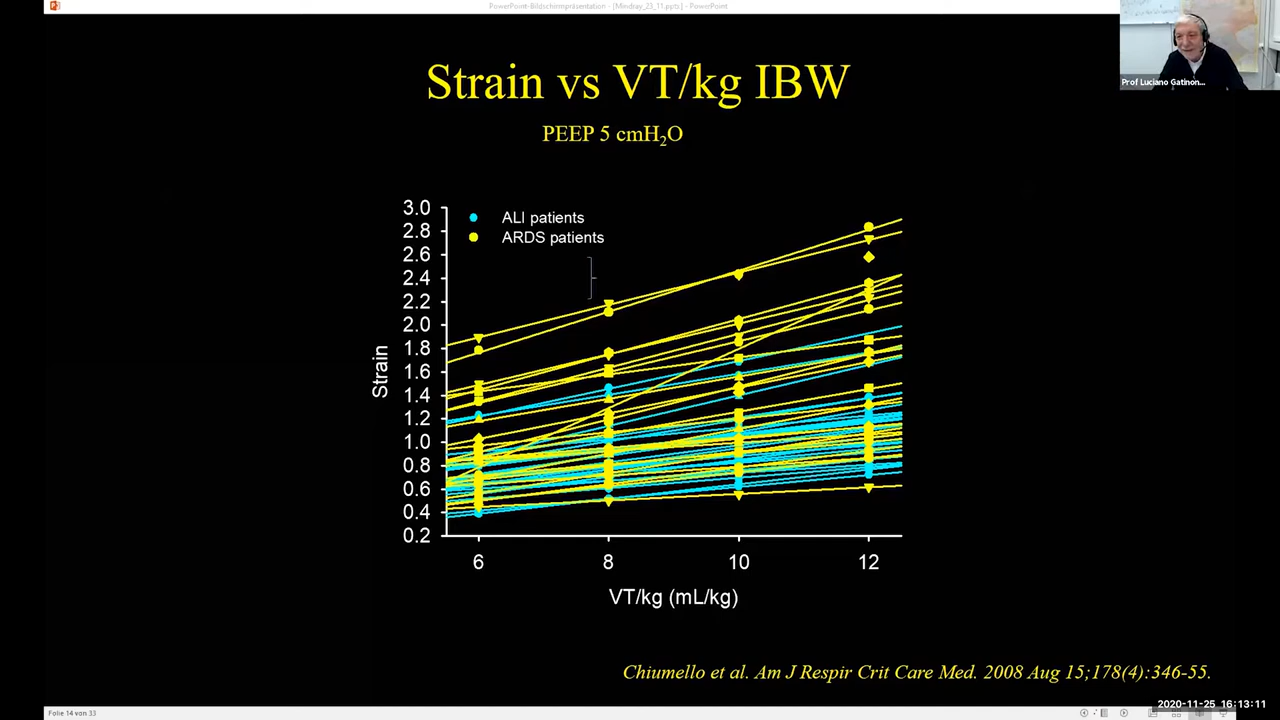 PowerPoint-Bildschirmpräsentation - [Mindray_23_11.pptx] - PowerPoint
Prof Luciano Gatinon...
Strain vs VT/kg IBW
PEEP 5 cmH2O
ALI patients
ARDS patients
3.0
2.8
2.6
2.4
2.2
2.0
1.8
1.6
1.4
1.2
1.0
0.8
0.6
0.4
0.2
Strain
6 8 10 12
VT/kg (mL/kg)
Chiumello et al. Am J Respir Crit Care Med. 2008 Aug 15;178(4):346-55.
2020-11-25 16:13:11
Folie 14 von 33